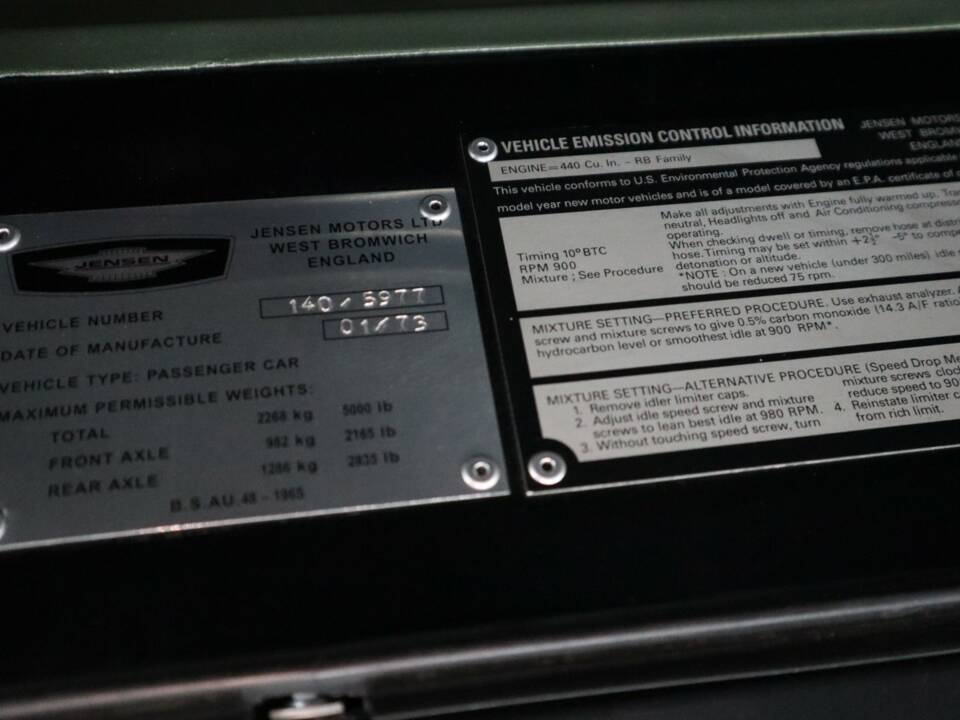 JENSEN
JENSEN MOTORS LTD
WEST BROMWICH
ENGLAND
VEHICLE NUMBER 140/5977
DATE OF MANUFACTURE 01/73
VEHICLE TYPE: PASSENGER CAR
MAXIMUM PERMISSIBLE WEIGHTS:
TOTAL 2268 kg 5000 lb
FRONT AXLE 982 kg 2165 lb
REAR AXLE 1286 kg 2835 lb
B.S.AU.48 - 1965
VEHICLE EMISSION CONTROL INFORMATION
JENSEN MOTORS
WEST BROMW
ENGLAN
ENGINE=440 Cu. In. - RB Family
This vehicle conforms to U.S. Environmental Protection Agency regulations applicable
model year new motor vehicles and is of a model covered by an E.P.A. certificate of
Timing 10º BTC
RPM 900
Mixture ; See Procedure
Make all adjustments with Engine fully warmed up, Tra
neutral, Headlights off and Air Conditioning compress
operating.
When checking dwell or timing, remove hose at distri
hose. Timing may be set within +2½° -5° to comp
detonation or altitude.
*NOTE : On a new vehicle (under 300 miles) idle
should be reduced 75 rpm.
MIXTURE SETTING—PREFERRED PROCEDURE. Use exhaust analyzer. A
screw and mixture screws to give 0.5% carbon monoxide (14.3 A/F ratio
hydrocarbon level or smoothest idle at 900 RPM*.
MIXTURE SETTING—ALTERNATIVE PROCEDURE (Speed Drop Me
1. Remove idler limiter caps.
2. Adjust idle speed screw and mixture
screws to lean best idle at 980 RPM.
3. Without touching speed screw, turn
mixture screws cloc
reduce speed to 90
4. Reinstate limiter c
from rich limit.